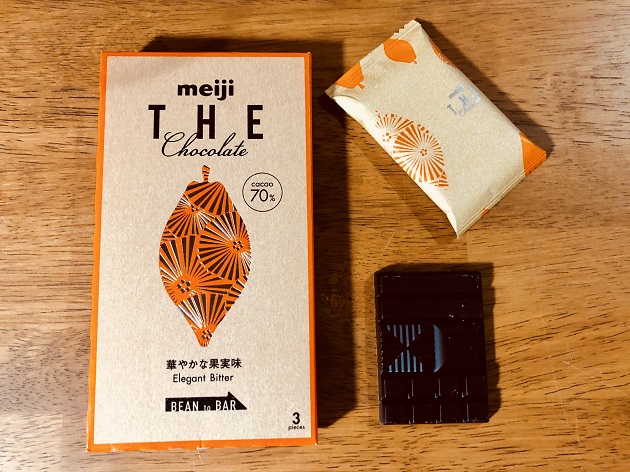 meiji
THE
Chocolate
cacao
70%
華やかな果実味
Elegant Bitter
BEAN to BAR
3
pieces